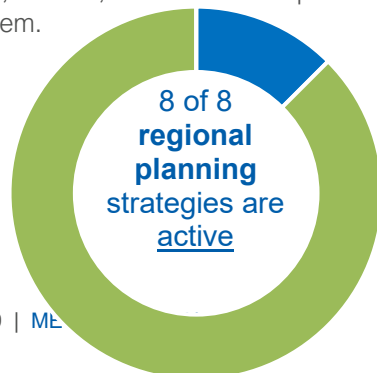 em.
8 of 8
regional
planning
strategies are
active
| ME